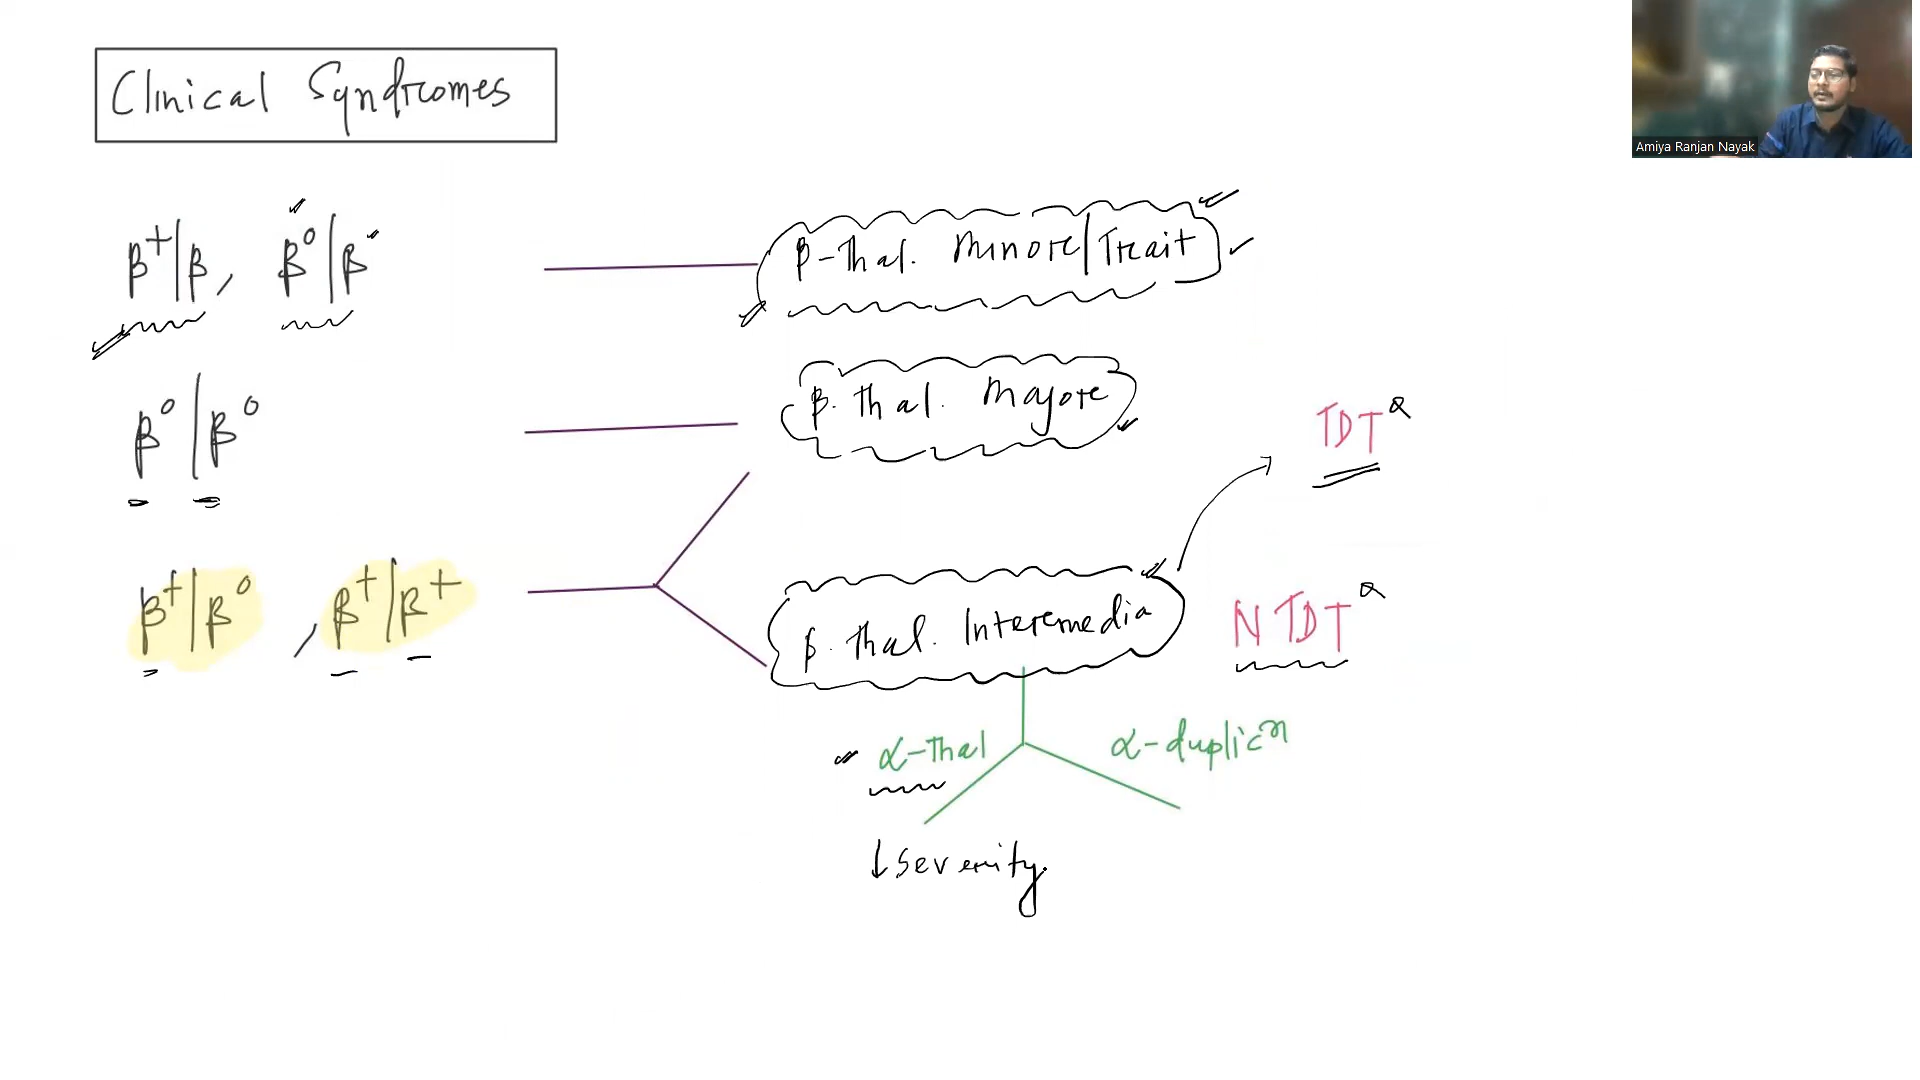 Clinical Syndromes
Amiya Ranjan Nayak
β+|β, β0|β
β-Thal. Minor|Trait
β0|β0
β. Thal. Major
TDT
β+|β0, β+|β+
β. Thal. Intermedia
NTDT
α-Thal
α-duplicn
↓ severity.